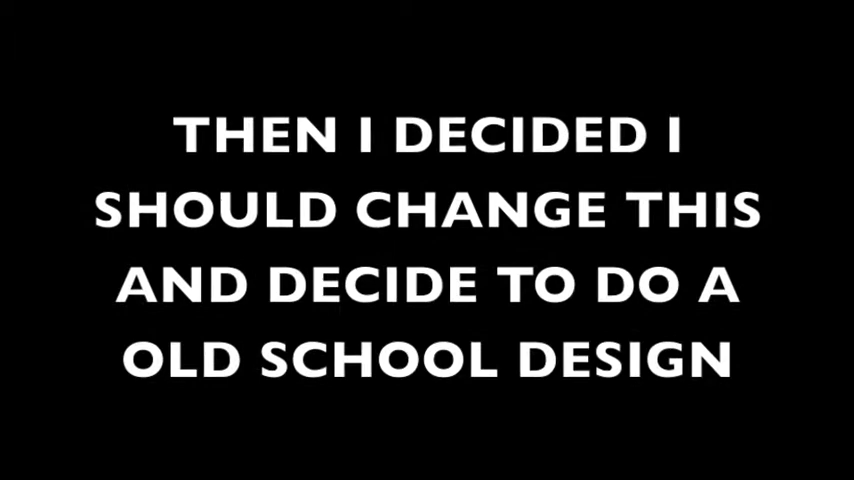 THEN I DECIDED I
SHOULD CHANGE THIS
AND DECIDE TO DO A
OLD SCHOOL DESIGN